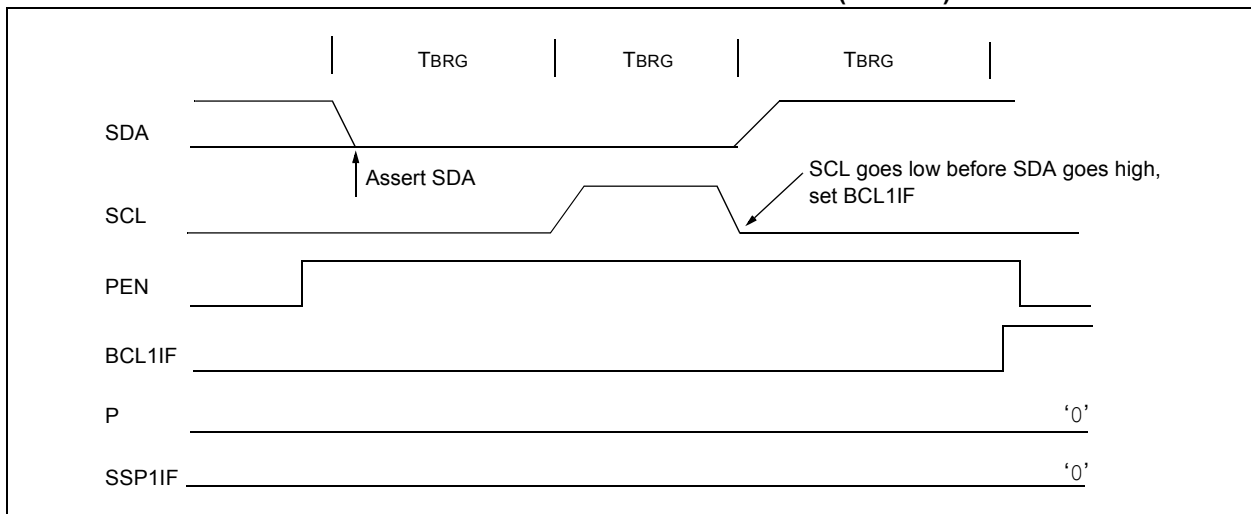 TBRG TBRG TBRG
SDA
Assert SDA
SCL goes low before SDA goes high,
set BCL1IF
SCL
PEN
BCL1IF
P ‘0’
SSP1IF ‘0’